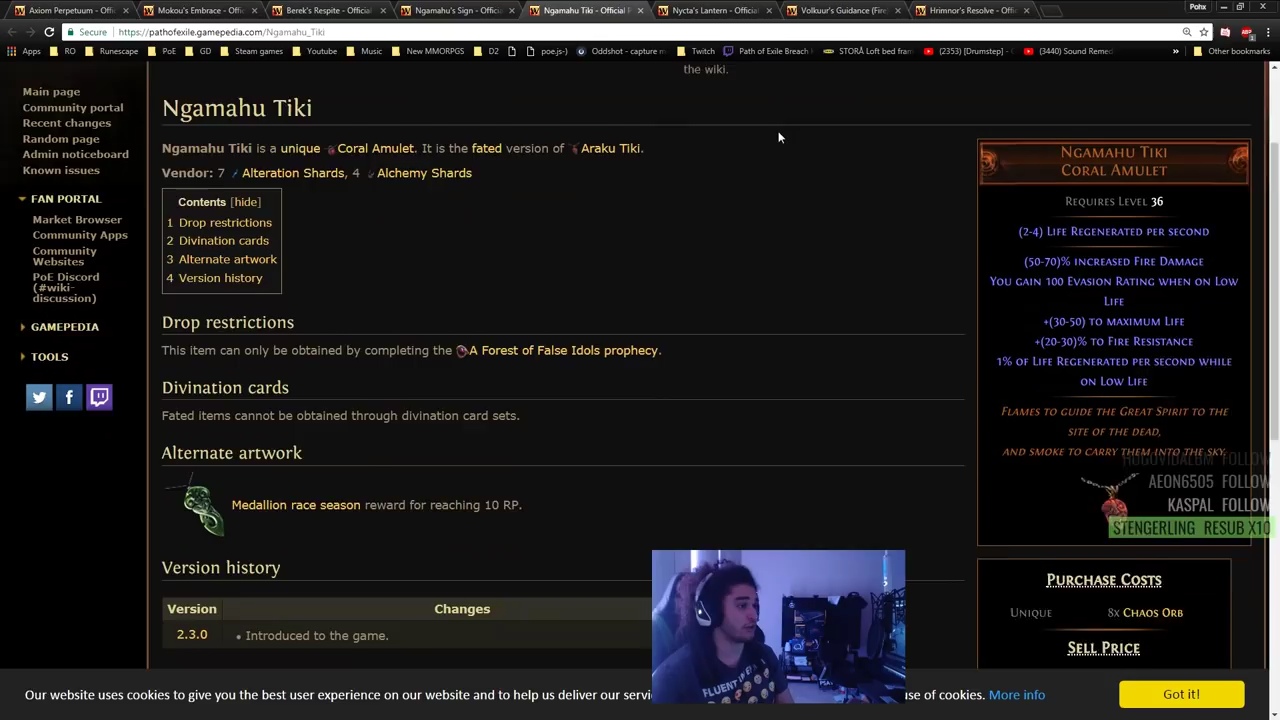 Axiom Perpetuum - Offi
Mokou's Embrace - Offic
Berek's Respite - Officia
Ngamahu's Sign - Officia
Ngamahu Tiki - Official P
Nycta's Lantern - Officia
Volkuur's Guidance (Fire
Hrimnor's Resolve - Offi
Pohx
Secure
https://pathofexile.gamepedia.com/Ngamahu_Tiki
Apps
RO
Runescape
PoE
GD
Steam games
Youtube
Music
New MMORPGS
D2
(poe.js-)
Oddshot - capture m
Twitch
Path of Exile Breach
STORÅ Loft bed fram
(2353) [Drumstep] -
(3440) Sound Remed
»
Other bookmarks
the wiki.
Main page
Community portal
Recent changes
Random page
Admin noticeboard
Known issues
FAN PORTAL
Market Browser
Community Apps
Community
Websites
PoE Discord
(#wiki-
discussion)
GAMEPEDIA
TOOLS
Ngamahu Tiki
Ngamahu Tiki is a unique Coral Amulet. It is the fated version of Araku Tiki.
Vendor: 7 Alteration Shards, 4 Alchemy Shards
Contents [hide]
1 Drop restrictions
2 Divination cards
3 Alternate artwork
4 Version history
Drop restrictions
This item can only be obtained by completing the A Forest of False Idols prophecy.
Divination cards
Fated items cannot be obtained through divination card sets.
Alternate artwork
Medallion race season reward for reaching 10 RP.
Version history
Version
Changes
2.3.0
• Introduced to the game.
NGAMAHU TIKI
CORAL AMULET
REQUIRES LEVEL 36
(2-4) LIFE REGENERATED PER SECOND
(50-70)% INCREASED FIRE DAMAGE
YOU GAIN 100 EVASION RATING WHEN ON LOW
LIFE
+(30-50) TO MAXIMUM LIFE
+(20-30)% TO FIRE RESISTANCE
1% OF LIFE REGENERATED PER SECOND WHILE
ON LOW LIFE
FLAMES TO GUIDE THE GREAT SPIRIT TO THE
SITE OF THE DEAD,
AND SMOKE TO CARRY THEM INTO THE SKY.
FOLLOW
AEON6505 FOLLOW
KASPAL FOLLOW
STENGERLING RESUB X10
PURCHASE COSTS
UNIQUE
8x CHAOS ORB
SELL PRICE
FLUENT
Our website uses cookies to give you the best user experience on our website and to help us deliver our servi
use of cookies. More info
Got it!